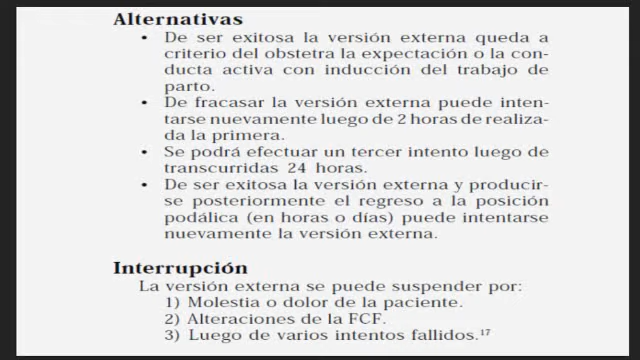 Alternativas
• De ser exitosa la versión externa queda a
criterio del obstetra la expectación o la con-
ducta activa con inducción del trabajo de
parto.
• De fracasar la versión externa puede inten-
tarse nuevamente luego de 2 horas de realiza-
da la primera.
• Se podrá efectuar un tercer intento luego de
transcurridas 24 horas.
• De ser exitosa la versión externa y producir-
se posteriormente el regreso a la posición
podálica (en horas o días) puede intentarse
nuevamente la versión externa.
Interrupción
La versión externa se puede suspender por:
1) Molestia o dolor de la paciente.
2) Alteraciones de la FCF.
3) Luego de varios intentos fallidos.¹⁷